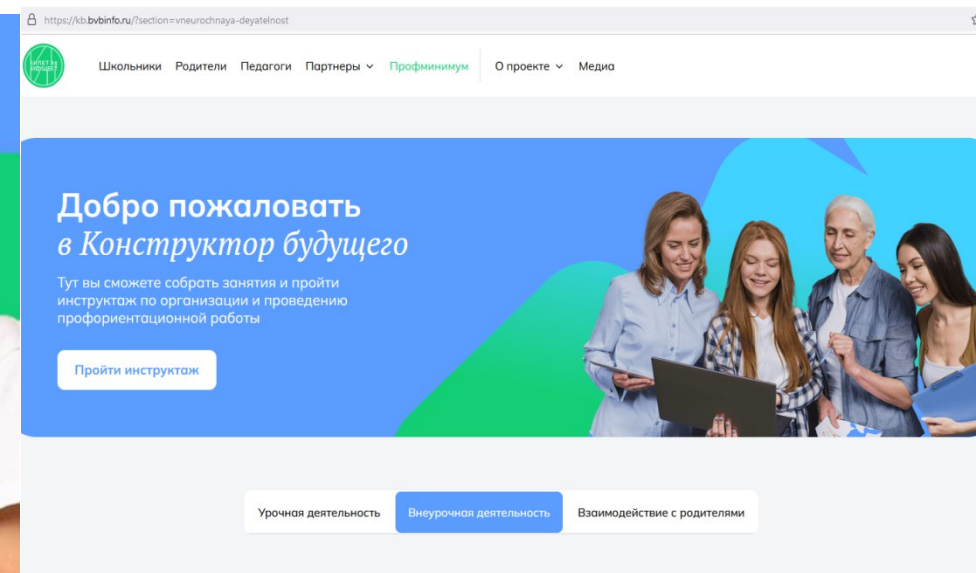 https://kb.bvbinfo.ru/?section=vneurochnaya-deyatelnost
БИЛЕТ В БУДУЩЕЕ
Школьники Родители Педагоги Партнеры Профминимум О проекте Медиа
Добро пожаловать
в Конструктор будущего
Тут вы сможете собрать занятия и пройти
инструктаж по организации и проведению
профориентационной работы
Пройти инструктаж
Урочная деятельность Внеурочная деятельность Взаимодействие с родителями